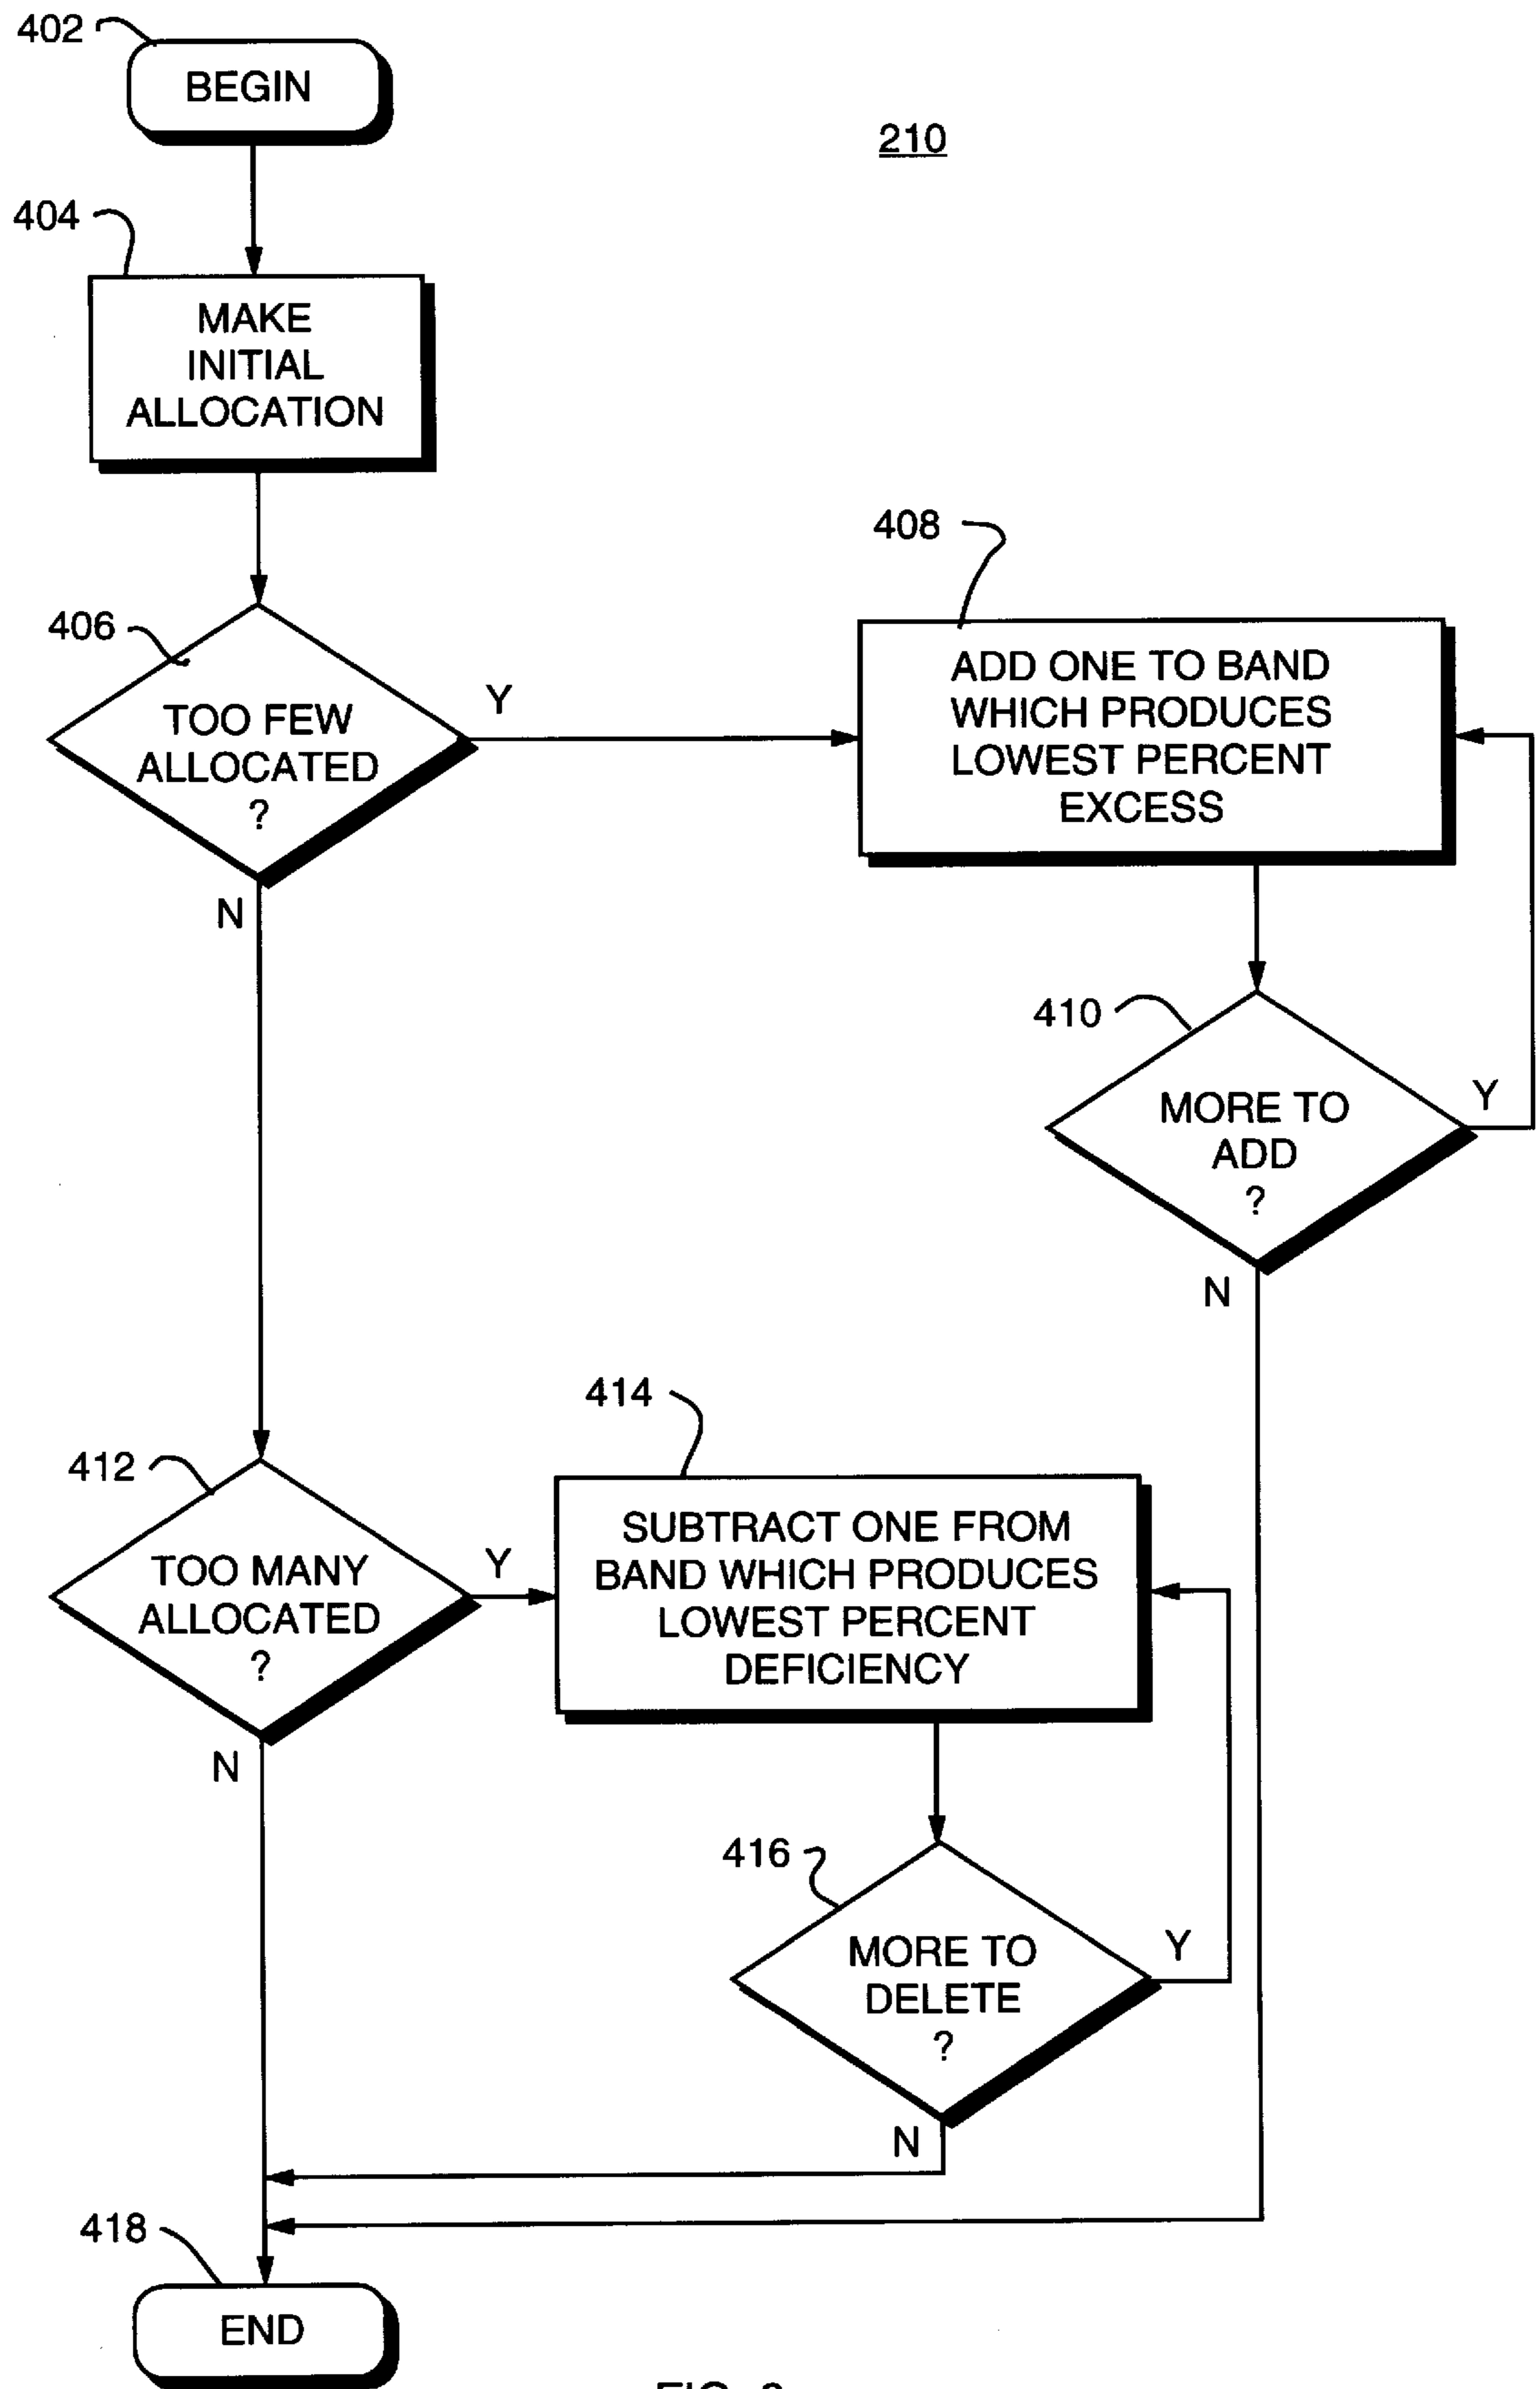 402
BEGIN
210
404
MAKE
INITIAL
ALLOCATION
406
TOO FEW
ALLOCATED
?
Y
N
408
ADD ONE TO BAND
WHICH PRODUCES
LOWEST PERCENT
EXCESS
410
MORE TO
ADD
?
Y
N
412
TOO MANY
ALLOCATED
?
Y
N
414
SUBTRACT ONE FROM
BAND WHICH PRODUCES
LOWEST PERCENT
DEFICIENCY
416
MORE TO
DELETE
?
Y
N
418
END